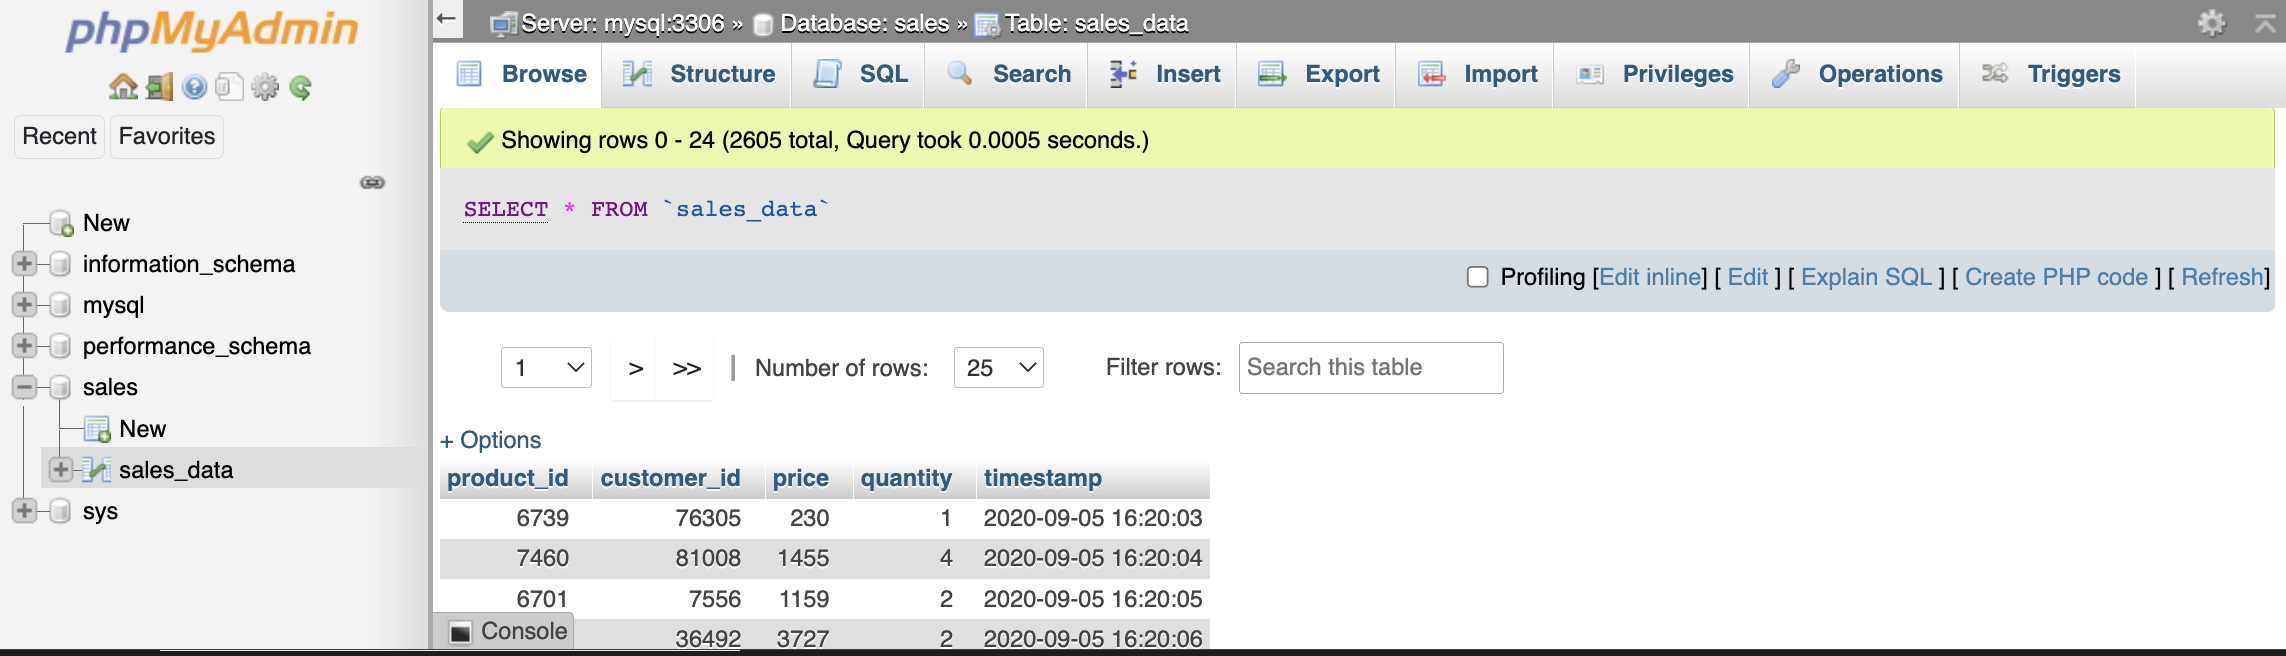 phpMyAdmin
Recent Favorites
New
information_schema
mysql
performance_schema
sales
New
sales_data
sys
Server: mysql:3306 » Database: sales » Table: sales_data
Browse Structure SQL Search Insert Export Import Privileges Operations Triggers
Showing rows 0 - 24 (2605 total, Query took 0.0005 seconds.)
SELECT * FROM `sales_data`
Profiling [Edit inline] [ Edit ] [ Explain SQL ] [ Create PHP code ] [ Refresh]
1 > >> | Number of rows: 25 Filter rows: Search this table
+ Options
product_id customer_id price quantity timestamp
6739 76305 230 1 2020-09-05 16:20:03
7460 81008 1455 4 2020-09-05 16:20:04
6701 7556 1159 2 2020-09-05 16:20:05
Console 36492 3727 2 2020-09-05 16:20:06